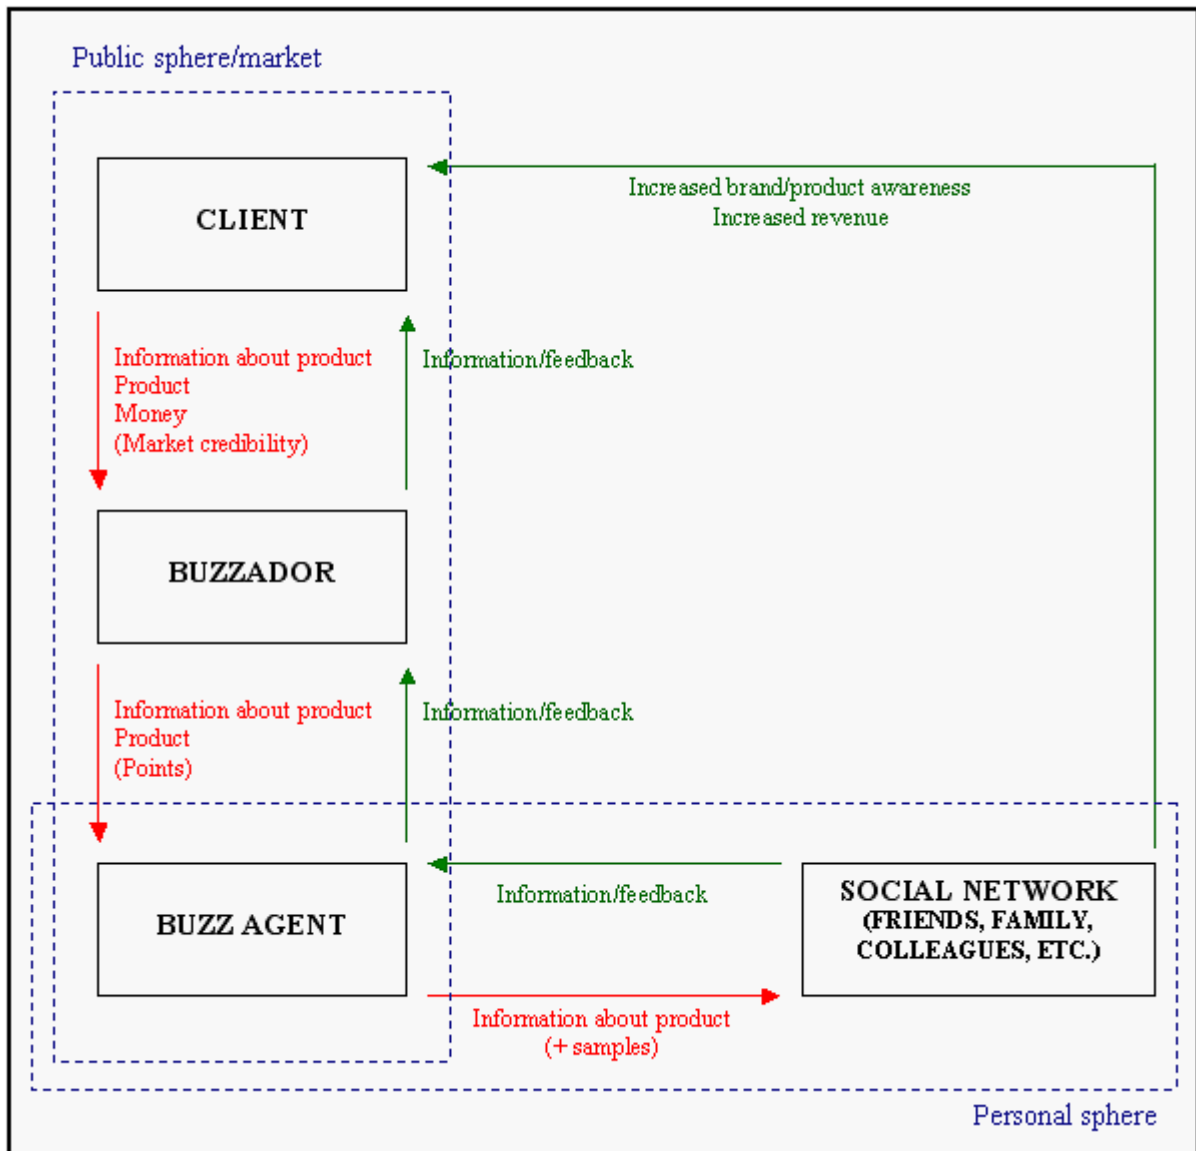 Public sphere/market
CLIENT
Increased brand/product awareness
Increased revenue
Information about product
Product
Money
(Market credibility)
Information/feedback
BUZZADOR
Information about product
Product
(Points)
Information/feedback
BUZZ AGENT
Information/feedback
SOCIAL NETWORK
(FRIENDS, FAMILY,
COLLEAGUES, ETC.)
Information about product
(+ samples)
Personal sphere